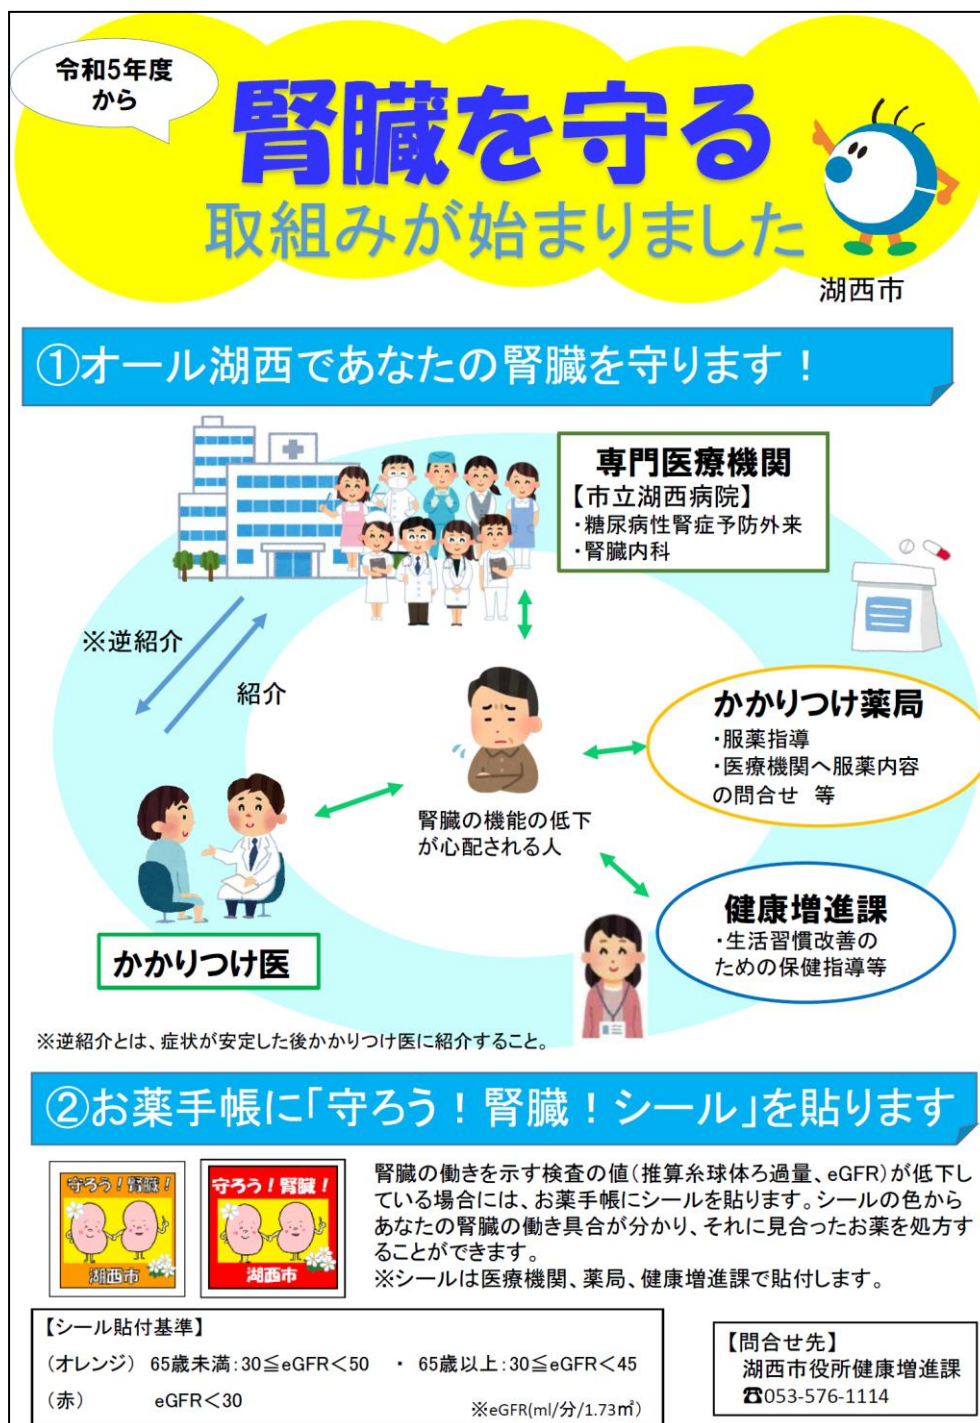 令和5年度
から
腎臓を守る
取組みが始まりました
湖西市
①オール湖西であなたの腎臓を守ります！
専門医療機関
【市立湖西病院】
・糖尿病性腎症予防外来
・腎臓内科
※逆紹介
紹介
かかりつけ薬局
・服薬指導
・医療機関へ服薬内容
の問合せ 等
腎臓の機能の低下
が心配される人
健康増進課
・生活習慣改善の
ための保健指導等
かかりつけ医
※逆紹介とは、症状が安定した後かかりつけ医に紹介すること。
②お薬手帳に「守ろう！腎臓！シール」を貼ります
守ろう！腎臓！
湖西市
守ろう！腎臓！
湖西市
腎臓の働きを示す検査の値（推算糸球体ろ過量、eGFR）が低下し
ている場合には、お薬手帳にシールを貼ります。シールの色から
あなたの腎臓の働き具合が分かり、それに見合ったお薬を処方す
ることができます。
※シールは医療機関、薬局、健康増進課で貼付します。
【シール貼付基準】
（オレンジ） 65歳未満：30≦eGFR＜50 ・ 65歳以上：30≦eGFR＜45
（赤） eGFR＜30
※eGFR(ml/分/1.73㎡)
【問合せ先】
湖西市役所健康増進課
☎053-576-1114